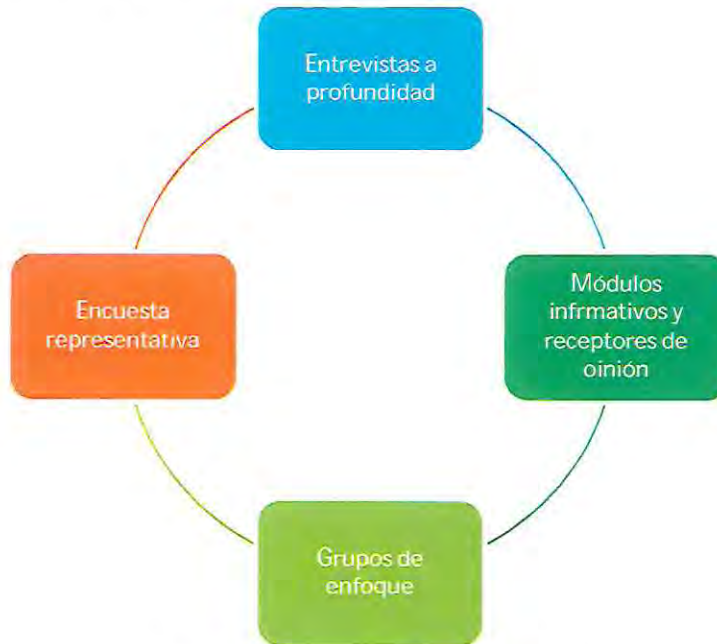 Entrevistas a
profundidad
Encuesta
representativa
Módulos
infrmativos y
receptores de
oinión
Grupos de
enfoque